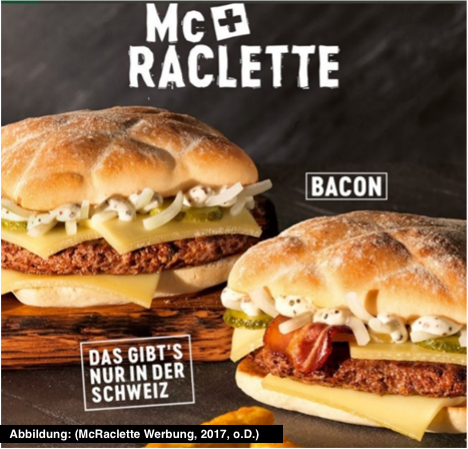 Mc
RACLETTE
BACON
DAS GIBT'S
NUR IN DER
SCHWEIZ
Abbildung: (McRaclette Werbung, 2017, o.D.)